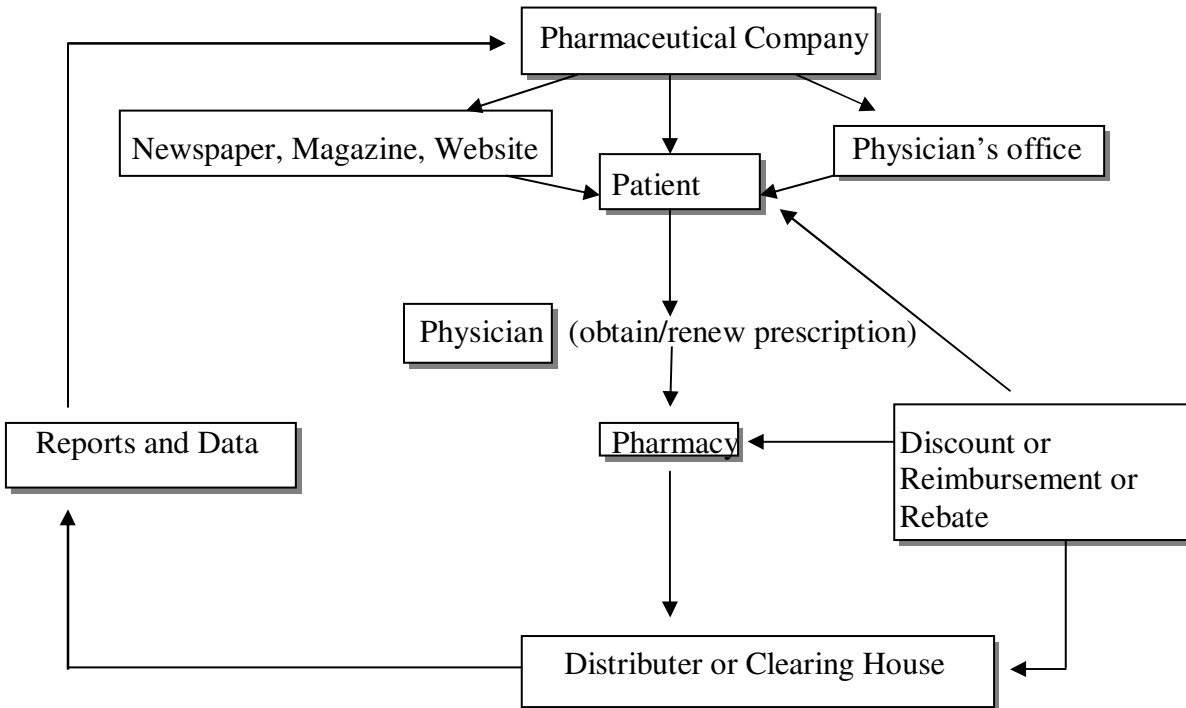 Pharmaceutical Company
Newspaper, Magazine, Website
Physician's office
Patient
Physician (obtain/renew prescription)
Reports and Data
Pharmacy
Discount or
Reimbursement or
Rebate
Distributer or Clearing House